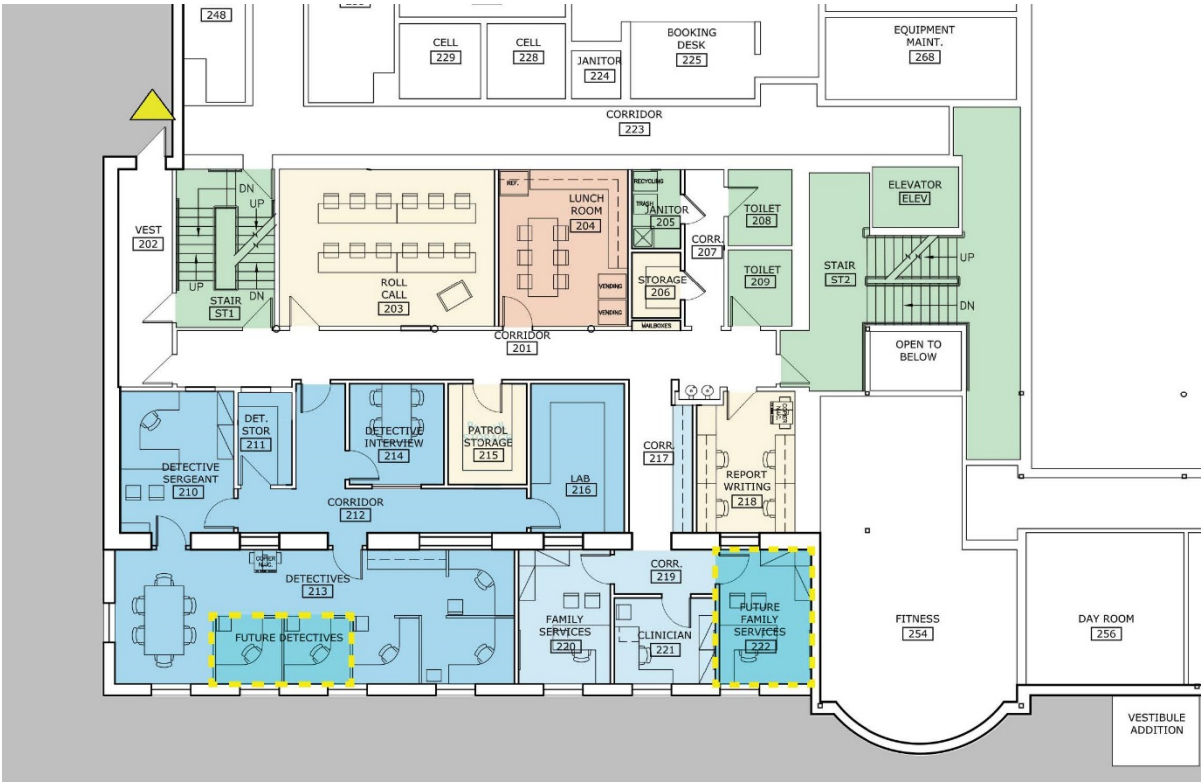 248
CELL
229
CELL
228
JANITOR
224
BOOKING
DESK
225
EQUIPMENT
MAINT.
268
CORRIDOR
223
VEST
202
DN
UP
UP
DN
STAIR
ST1
ROLL
CALL
203
REF.
LUNCH
ROOM
204
VENDING
VENDING
RECYCLING
TRASH
JANITOR
205
STORAGE
206
MAILBOXES
CORR.
207
TOILET
208
TOILET
209
STAIR
ST2
ELEVATOR
ELEV
UP
DN
OPEN TO
BELOW
CORRIDOR
201
DETECTIVE
SERGEANT
210
DET.
STOR
211
DETECTIVE
INTERVIEW
214
PATROL
STORAGE
215
LAB
216
CORR.
217
REPORT
WRITING
218
CORRIDOR
212
DETECTIVES
213
FUTURE DETECTIVES
FAMILY
SERVICES
220
CORR.
219
CLINICIAN
221
FUTURE
FAMILY
SERVICES
222
FITNESS
254
DAY ROOM
256
VESTIBULE
ADDITION